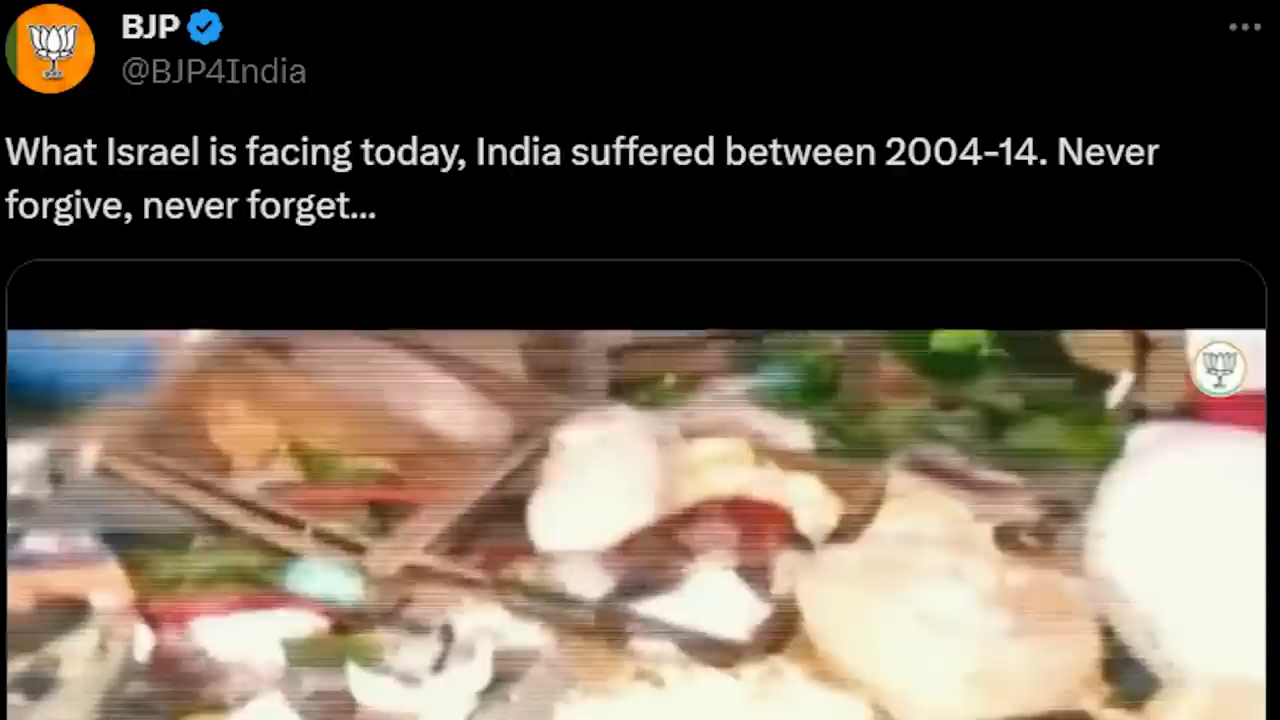 BJP
@BJP4India
What Israel is facing today, India suffered between 2004-14. Never
forgive, never forget...